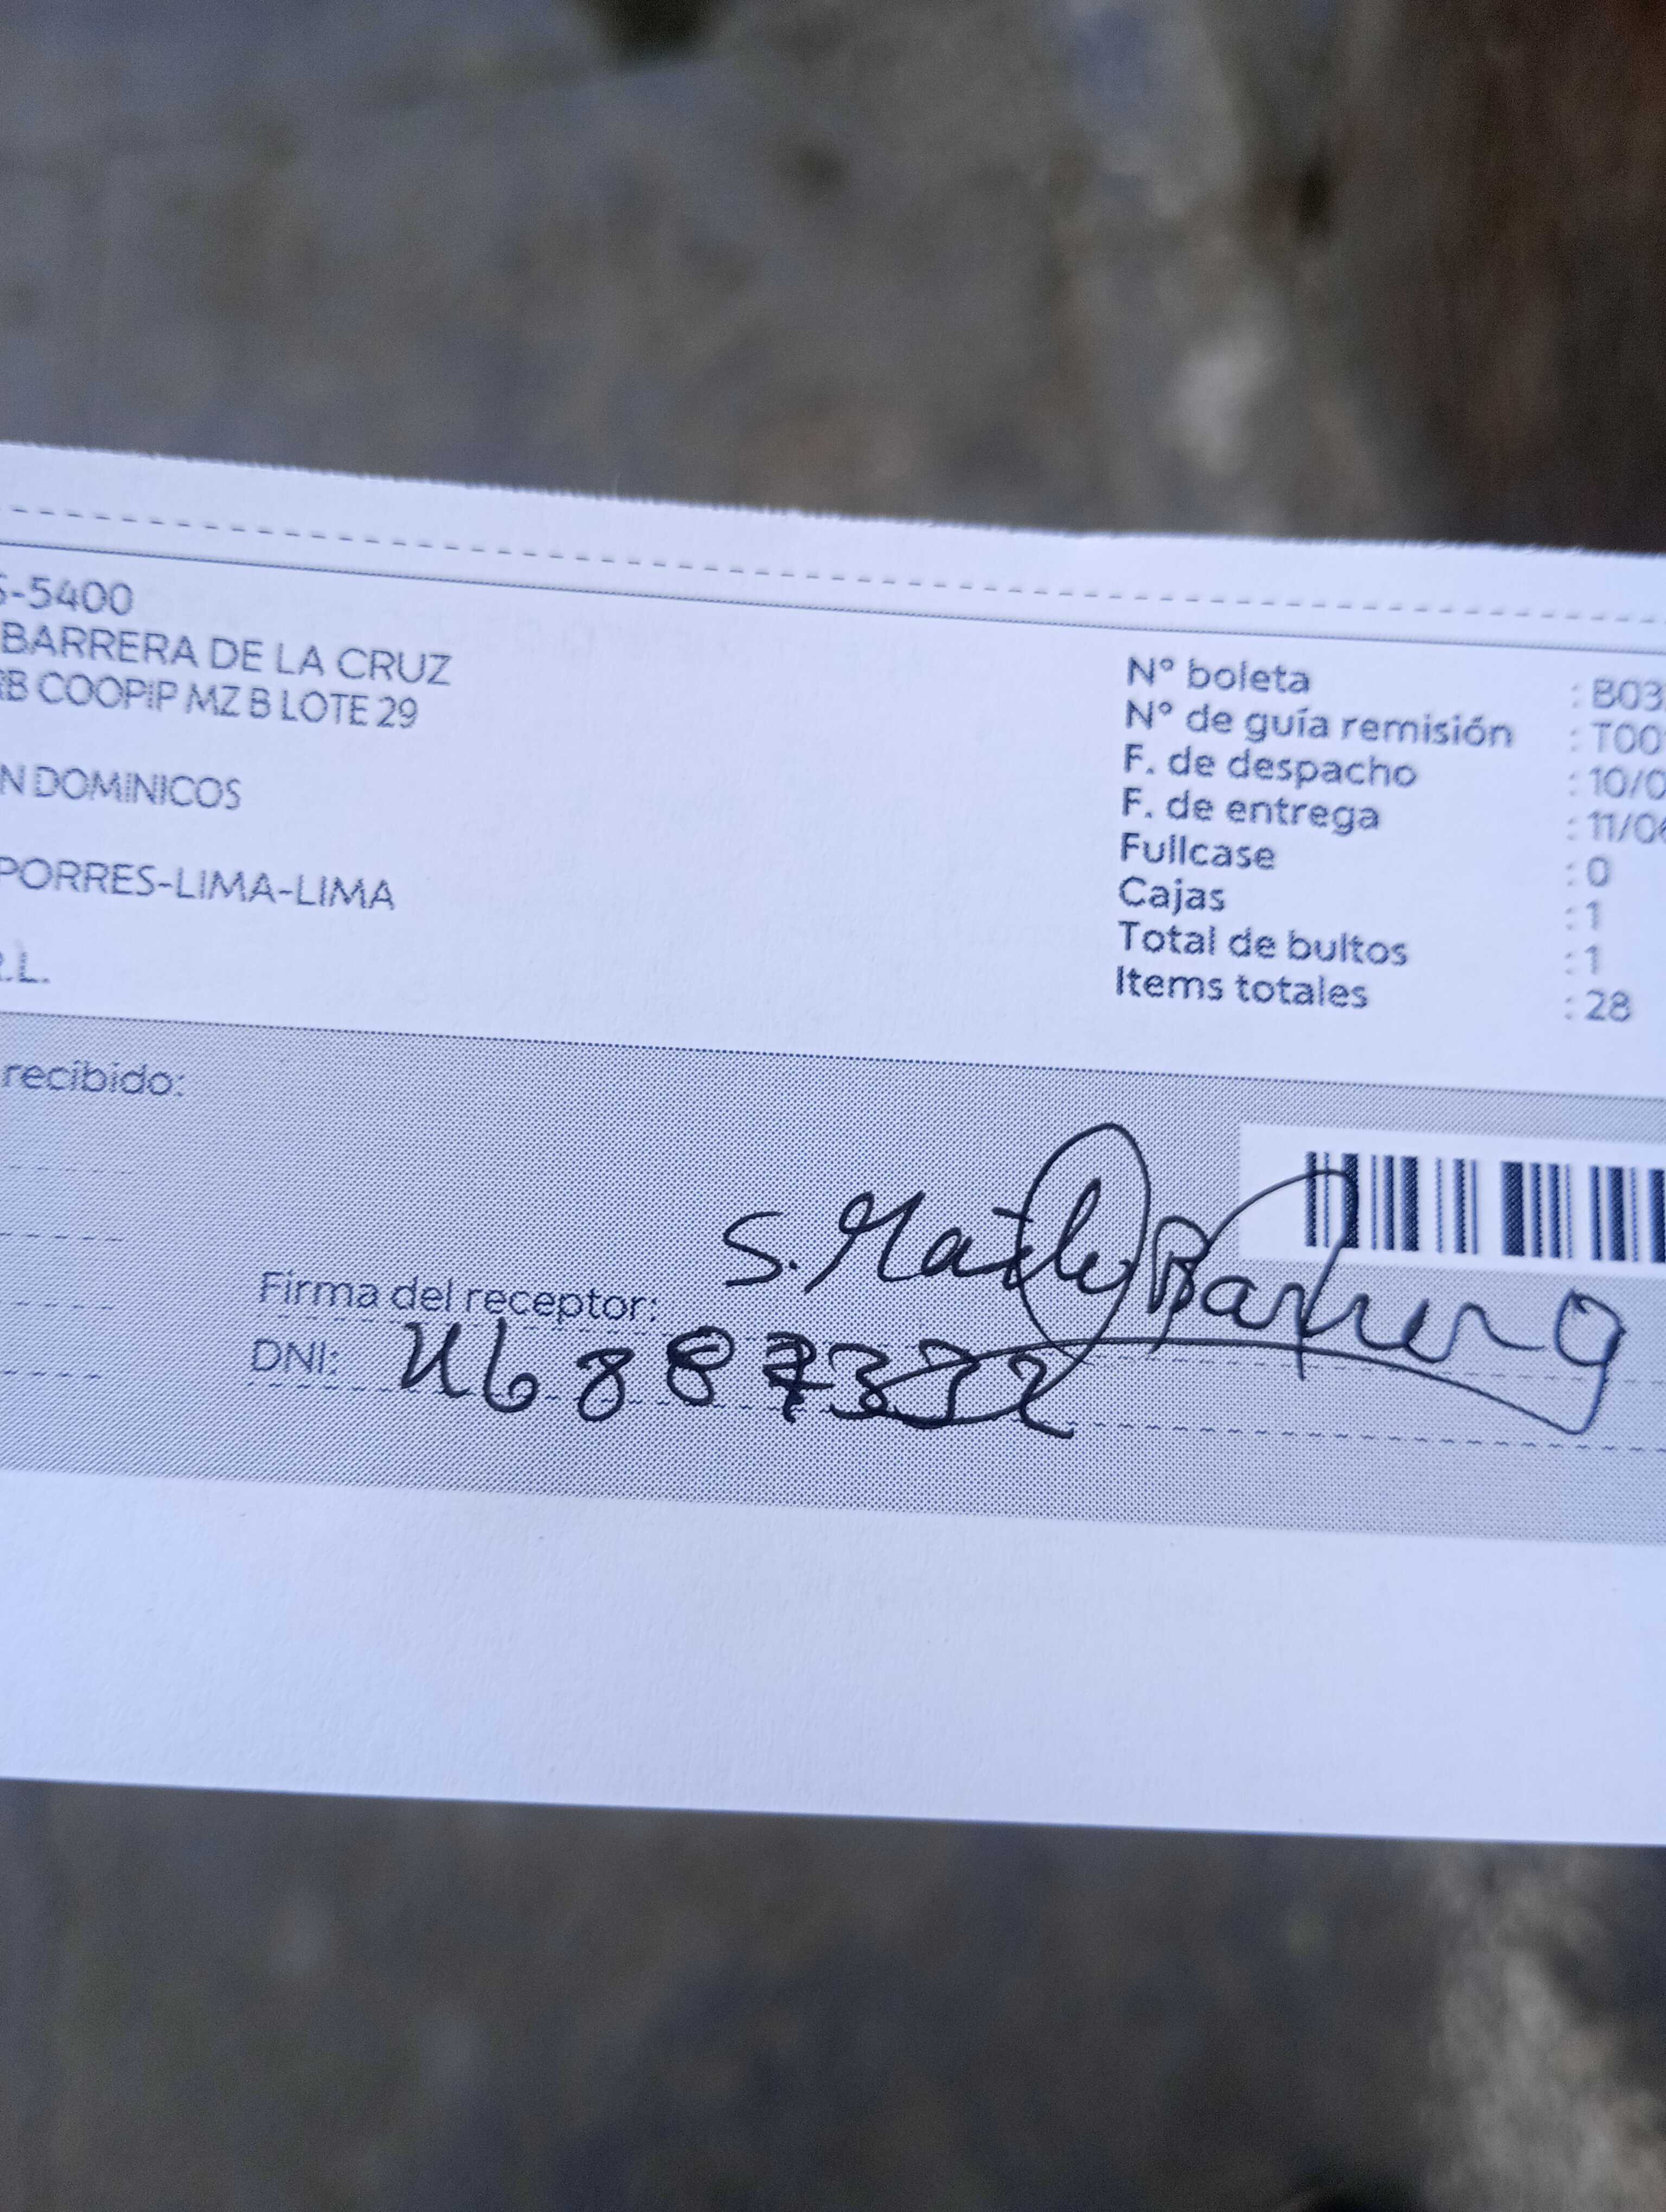 5-5400
BARRERA DE LA CRUZ
RB COOPIP MZ B LOTE 29
N DOMINICOS
PORRES-LIMA-LIMA
R.L.
N° boleta : B03
N° de guía remisión : T00
F. de despacho : 10/0
F. de entrega : 11/06
Fullcase : 0
Cajas : 1
Total de bultos : 1
Items totales : 28
recibido:
Firma del receptor: S. Barrera
DNI: